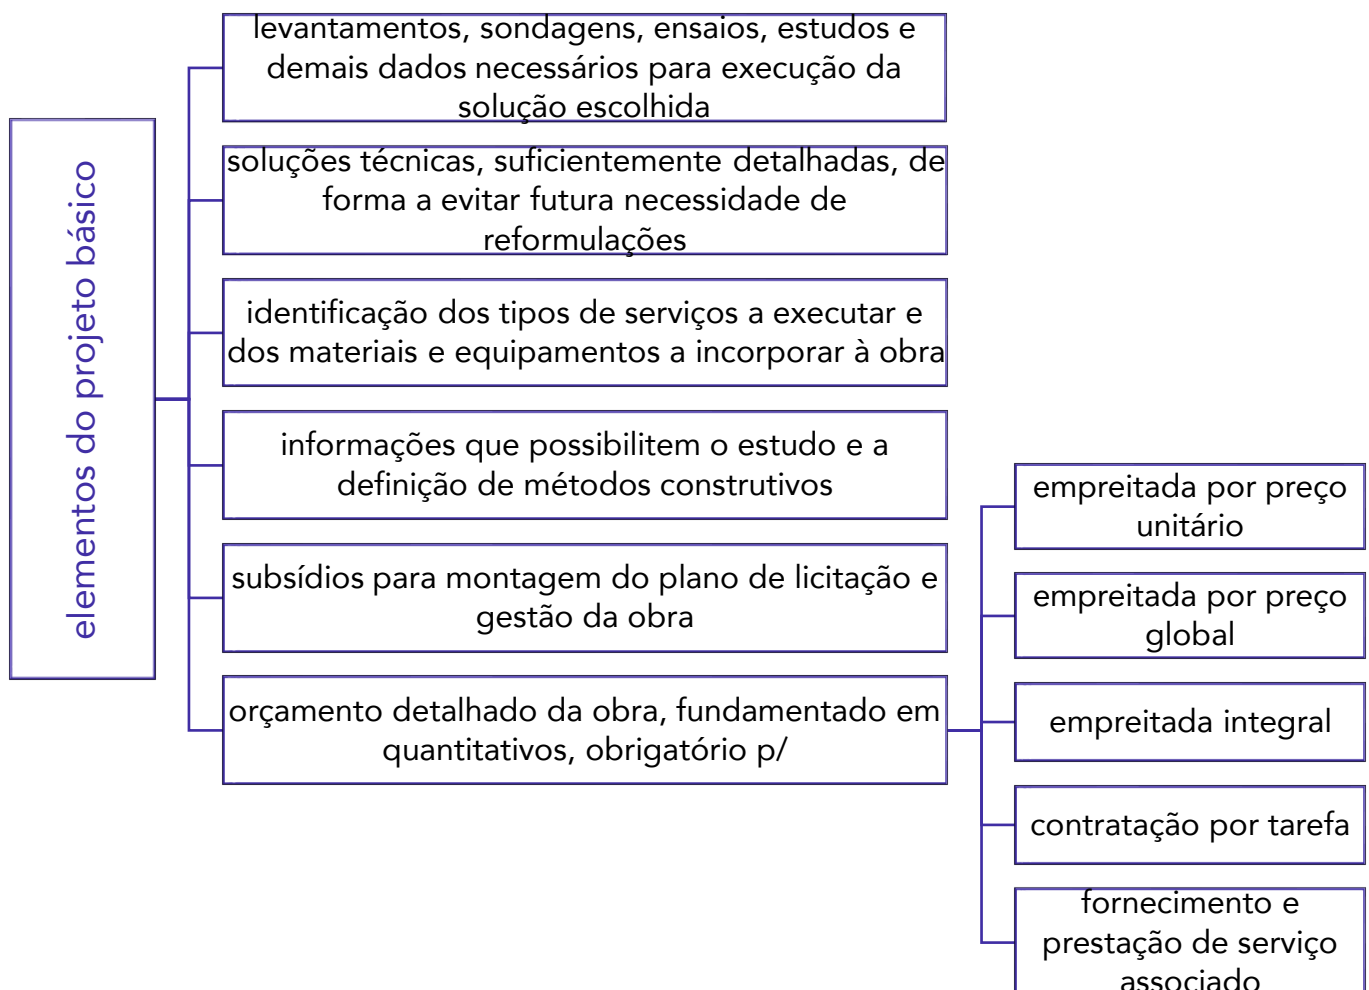 elementos do projeto básico
levantamentos, sondagens, ensaios, estudos e
demais dados necessários para execução da
solução escolhida
soluções técnicas, suficientemente detalhadas, de
forma a evitar futura necessidade de
reformulações
identificação dos tipos de serviços a executar e
dos materiais e equipamentos a incorporar à obra
informações que possibilitem o estudo e a
definição de métodos construtivos
subsídios para montagem do plano de licitação e
gestão da obra
orçamento detalhado da obra, fundamentado em
quantitativos, obrigatório p/
empreitada por preço
unitário
empreitada por preço
global
empreitada integral
contratação por tarefa
fornecimento e
prestação de serviço
associado